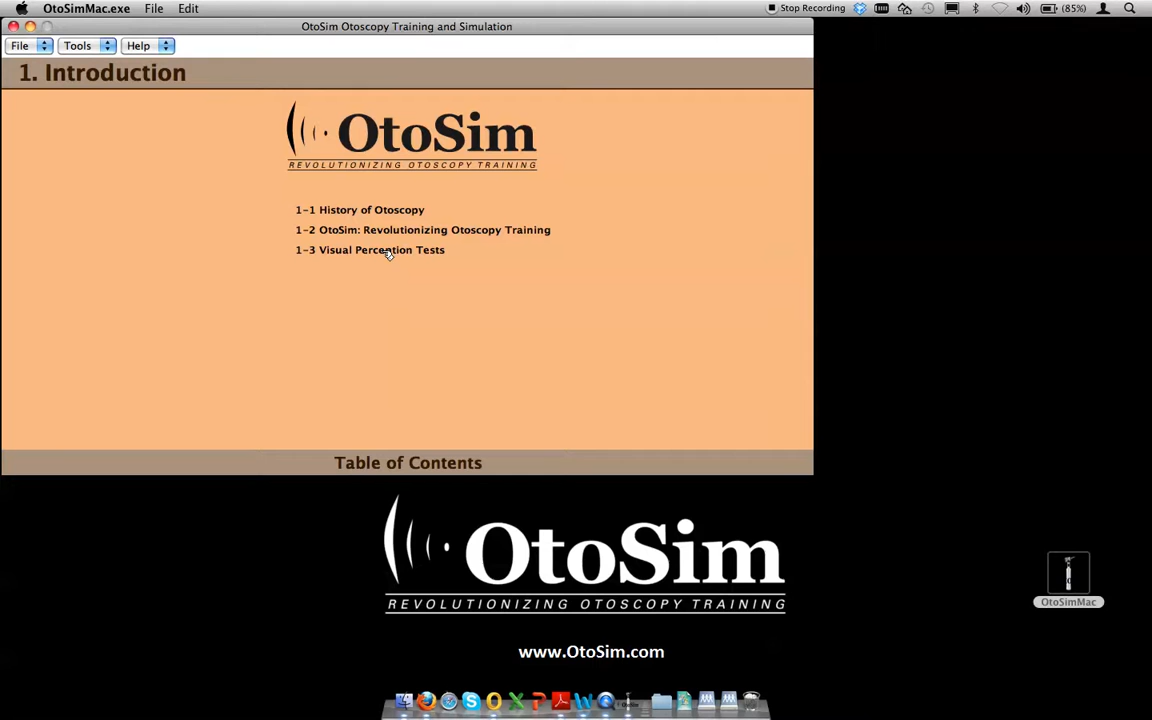 OtoSimMac.exe File Edit Stop Recording (85%)
OtoSim Otoscopy Training and Simulation
File Tools Help
1. Introduction
OtoSim
REVOLUTIONIZING OTOSCOPY TRAINING
1-1 History of Otoscopy
1-2 OtoSim: Revolutionizing Otoscopy Training
1-3 Visual Perception Tests
Table of Contents
OtoSim
REVOLUTIONIZING OTOSCOPY TRAINING
OtoSimMac
www.OtoSim.com